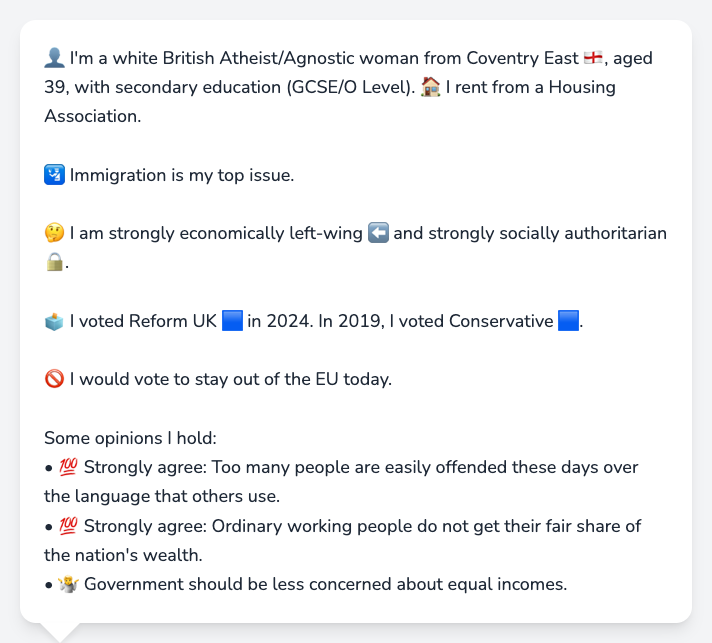 👤 I'm a white British Atheist/Agnostic woman from Coventry East 🏴󠁧󠁢󠁥󠁮󠁧󠁿, aged
39, with secondary education (GCSE/O Level). 🏠 I rent from a Housing
Association.
🛂 Immigration is my top issue.
🤔 I am strongly economically left-wing ⬅️ and strongly socially authoritarian
🔒.
🗳️ I voted Reform UK 🟦 in 2024. In 2019, I voted Conservative 🟦.
🚫 I would vote to stay out of the EU today.
Some opinions I hold:
• 💯 Strongly agree: Too many people are easily offended these days over
the language that others use.
• 💯 Strongly agree: Ordinary working people do not get their fair share of
the nation's wealth.
• 🤷 Government should be less concerned about equal incomes.